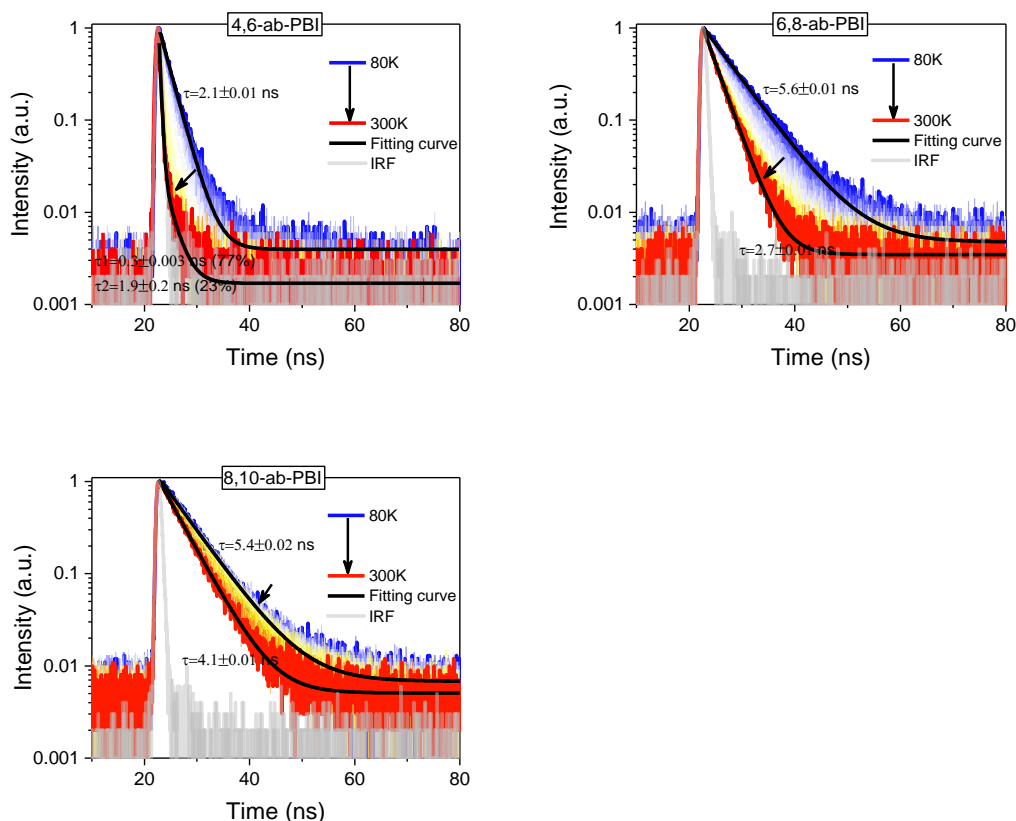 4,6-ab-PBI
1
0.1
0.01
0.001
Intensity (a.u.)
80K
τ=2.1±0.01 ns
300K
Fitting curve
IRF
τ1=0.3±0.003 ns (77%)
τ2=1.9±0.2 ns (23%)
20
40
60
80
Time (ns)
6,8-ab-PBI
1
0.1
0.01
0.001
Intensity (a.u.)
80K
τ=5.6±0.01 ns
300K
Fitting curve
IRF
τ=2.7±0.01 ns
20
40
60
80
Time (ns)
8,10-ab-PBI
1
0.1
0.01
0.001
Intensity (a.u.)
80K
τ=5.4±0.02 ns
300K
Fitting curve
IRF
τ=4.1±0.01 ns
20
40
60
80
Time (ns)